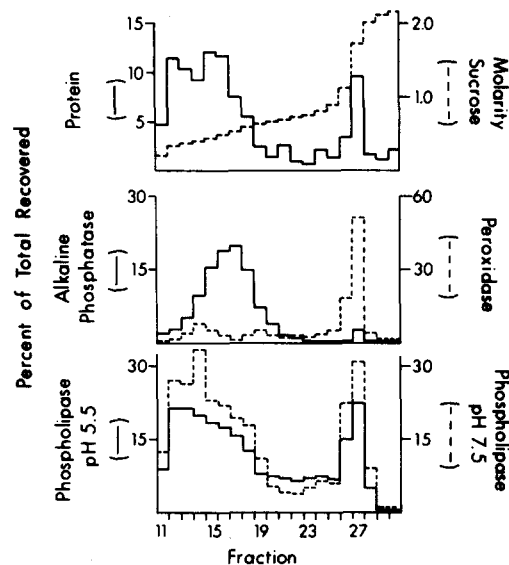 Percent of Total Recovered
Protein
(—)
15
10
5
2.0
1.0
Molarity
Sucrose
(---)
Alkaline
Phosphatase
(—)
30
15
60
30
Peroxidase
(---)
Phospholipase
pH 5.5
(—)
30
15
30
15
Phospholipase
pH 7.5
(---)
11 15 19 23 27
Fraction